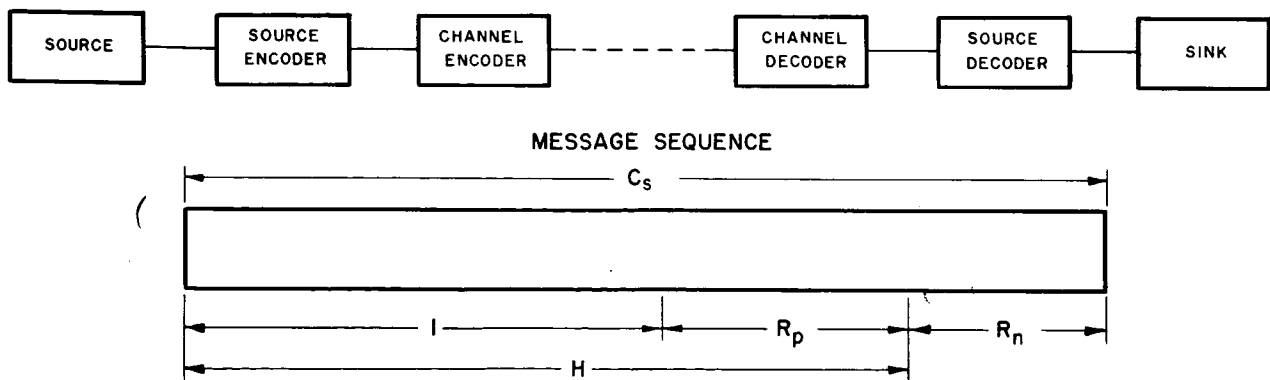 SOURCE
SOURCE ENCODER
CHANNEL ENCODER
CHANNEL DECODER
SOURCE DECODER
SINK
MESSAGE SEQUENCE
Cs
I
Rp
Rn
H